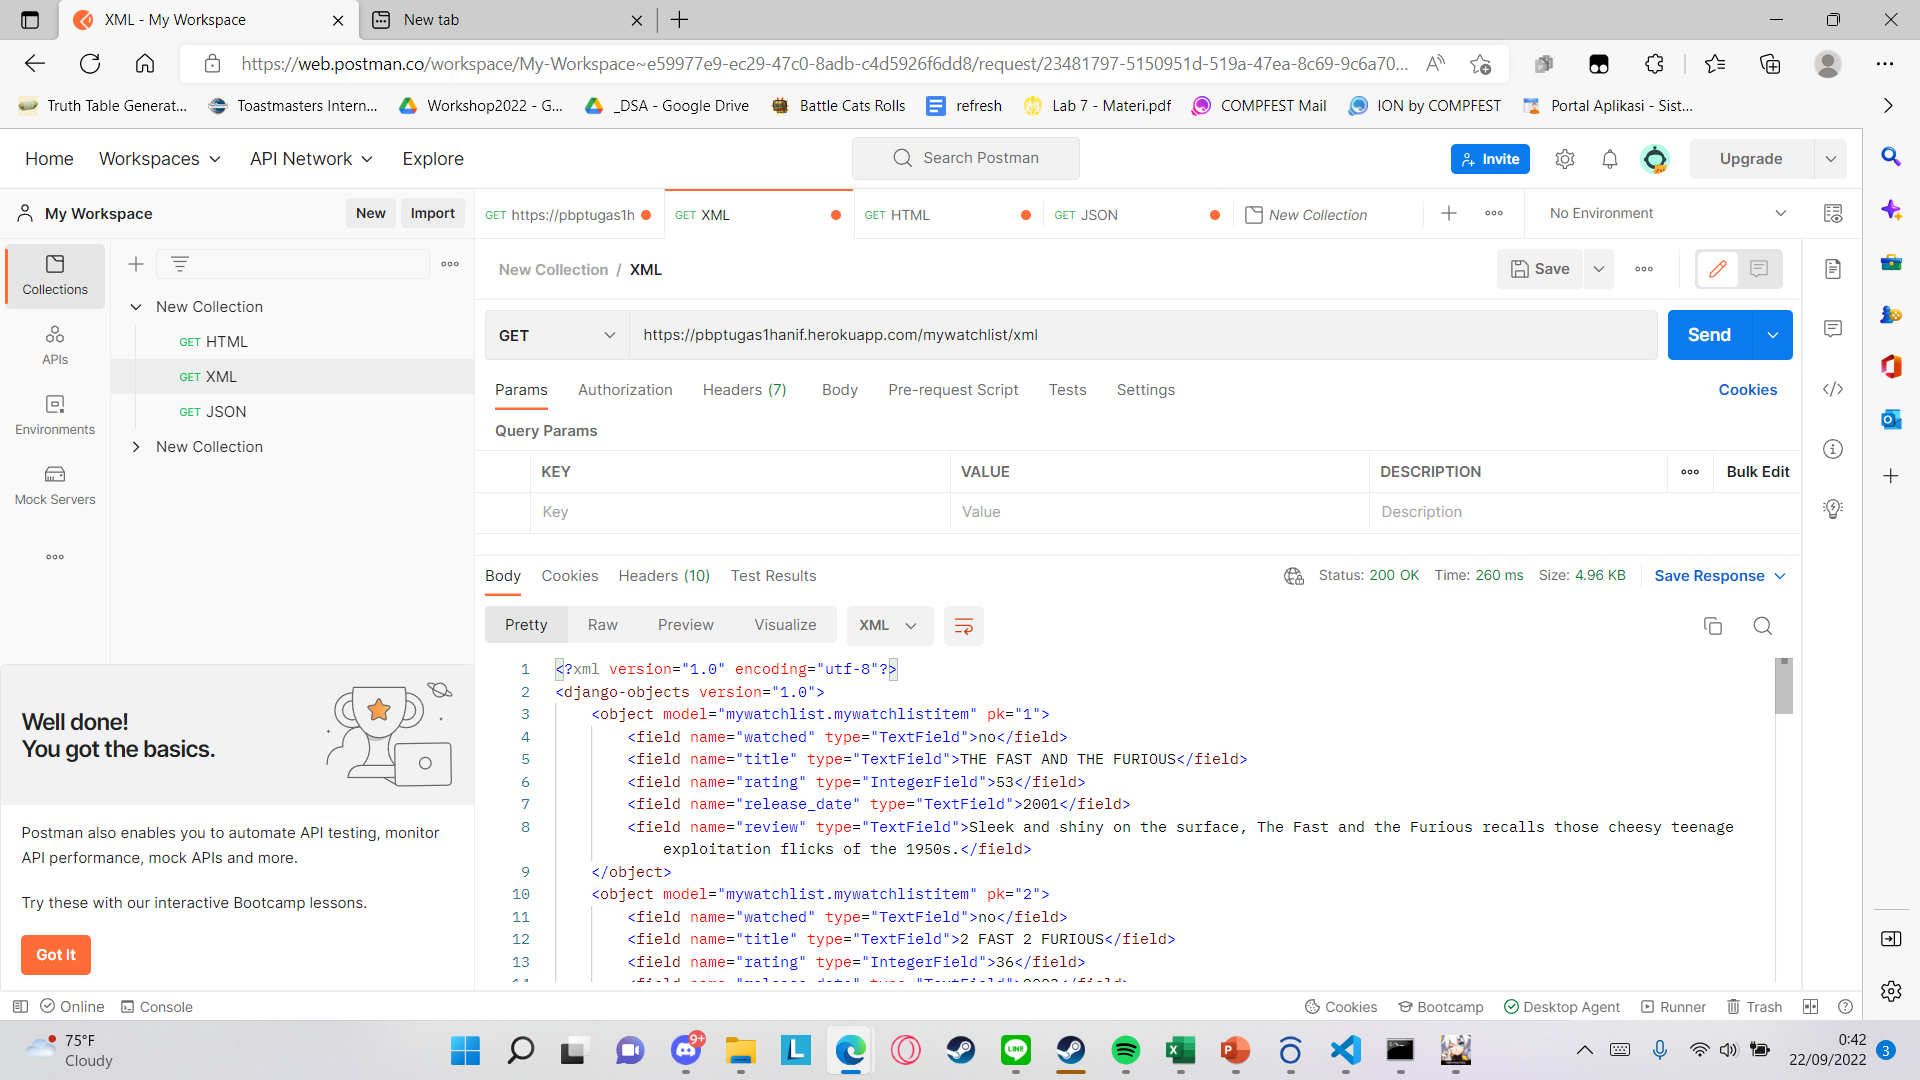 XML - My Workspace
New tab
https://web.postman.co/workspace/My-Workspace~e59977e9-ec29-47c0-8adb-c4d5926f6dd8/request/23481797-5150951d-519a-47ea-8c69-9c6a70...
Truth Table Generat...
Toastmasters Intern...
Workshop2022 - G...
_DSA - Google Drive
Battle Cats Rolls
refresh
Lab 7 - Materi.pdf
COMPFEST Mail
ION by COMPFEST
Portal Aplikasi - Sist...
Home
Workspaces
API Network
Explore
Search Postman
Invite
Upgrade
My Workspace
New
Import
GET https://pbptugas1h
GET XML
GET HTML
GET JSON
New Collection
No Environment
Collections
APIs
Environments
Mock Servers
New Collection
GET HTML
GET XML
GET JSON
New Collection
New Collection / XML
Save
GET
https://pbptugas1hanif.herokuapp.com/mywatchlist/xml
Send
Params
Authorization
Headers (7)
Body
Pre-request Script
Tests
Settings
Cookies
Query Params
KEY
VALUE
DESCRIPTION
Bulk Edit
Key
Value
Description
Body
Cookies
Headers (10)
Test Results
Status: 200 OK
Time: 260 ms
Size: 4.96 KB
Save Response
Pretty
Raw
Preview
Visualize
XML
1 <?xml version="1.0" encoding="utf-8"?>
2 <django-objects version="1.0">
3 <object model="mywatchlist.mywatchlistitem" pk="1">
4 <field name="watched" type="TextField">no</field>
5 <field name="title" type="TextField">THE FAST AND THE FURIOUS</field>
6 <field name="rating" type="IntegerField">53</field>
7 <field name="release_date" type="TextField">2001</field>
8 <field name="review" type="TextField">Sleek and shiny on the surface, The Fast and the Furious recalls those cheesy teenage
exploitation flicks of the 1950s.</field>
9 </object>
10 <object model="mywatchlist.mywatchlistitem" pk="2">
11 <field name="watched" type="TextField">no</field>
12 <field name="title" type="TextField">2 FAST 2 FURIOUS</field>
13 <field name="rating" type="IntegerField">36</field>
14 <field name="release_date" type="TextField">2003</field>
Well done!
You got the basics.
Postman also enables you to automate API testing, monitor
API performance, mock APIs and more.
Try these with our interactive Bootcamp lessons.
Got It
Online
Console
Cookies
Bootcamp
Desktop Agent
Runner
Trash
75°F
Cloudy
9+
L
LINE
0:42
22/09/2022
3